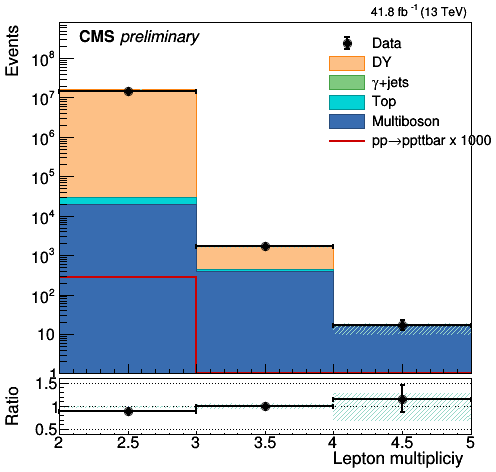 41.8 fb⁻¹ (13 TeV)
CMS preliminary
Events
Data
DY
γ+jets
Top
Multiboson
pp→ppttbar x 1000
10⁸
10⁷
10⁶
10⁵
10⁴
10³
10²
10
1
Ratio
1.5
1
0.5
2 2.5 3 3.5 4 4.5 5
Lepton multipliciy